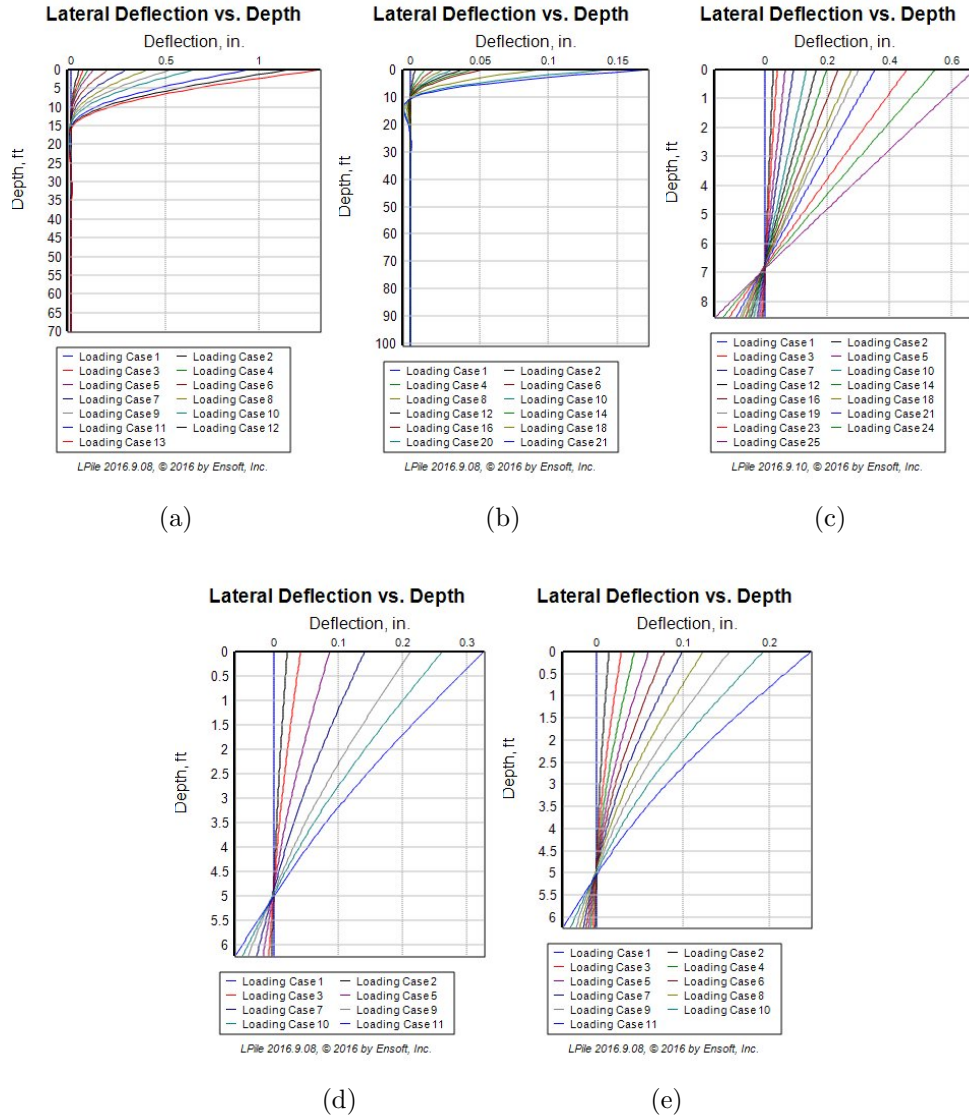 Lateral Deflection vs. Depth
Deflection, in.
0 0.5 1
0
5
10
15
20
25
30
35
40
45
50
55
60
65
70
Depth, ft
Loading Case 1 Loading Case 2
Loading Case 3 Loading Case 4
Loading Case 5 Loading Case 6
Loading Case 7 Loading Case 8
Loading Case 9 Loading Case 10
Loading Case 11 Loading Case 12
Loading Case 13
LPile 2016.9.08, © 2016 by Ensoft, Inc.
(a)
Lateral Deflection vs. Depth
Deflection, in.
0 0.05 0.1 0.15
0
10
20
30
40
50
60
70
80
90
100
Depth, ft
Loading Case 1 Loading Case 2
Loading Case 4 Loading Case 6
Loading Case 8 Loading Case 10
Loading Case 12 Loading Case 14
Loading Case 16 Loading Case 18
Loading Case 20 Loading Case 21
LPile 2016.9.08, © 2016 by Ensoft, Inc.
(b)
Lateral Deflection vs. Depth
Deflection, in.
0 0.2 0.4 0.6
0
1
2
3
4
5
6
7
8
Depth, ft
Loading Case 1 Loading Case 2
Loading Case 3 Loading Case 5
Loading Case 7 Loading Case 10
Loading Case 12 Loading Case 14
Loading Case 16 Loading Case 18
Loading Case 19 Loading Case 21
Loading Case 23 Loading Case 24
Loading Case 25
LPile 2016.9.10, © 2016 by Ensoft, Inc.
(c)
Lateral Deflection vs. Depth
Deflection, in.
0 0.1 0.2 0.3
0
0.5
1
1.5
2
2.5
3
3.5
4
4.5
5
5.5
6
Depth, ft
Loading Case 1 Loading Case 2
Loading Case 3 Loading Case 5
Loading Case 7 Loading Case 9
Loading Case 10 Loading Case 11
LPile 2016.9.08, © 2016 by Ensoft, Inc.
(d)
Lateral Deflection vs. Depth
Deflection, in.
0 0.1 0.2
0
0.5
1
1.5
2
2.5
3
3.5
4
4.5
5
5.5
6
Depth, ft
Loading Case 1 Loading Case 2
Loading Case 3 Loading Case 4
Loading Case 5 Loading Case 6
Loading Case 7 Loading Case 8
Loading Case 9 Loading Case 10
Loading Case 11
LPile 2016.9.08, © 2016 by Ensoft, Inc.
(e)